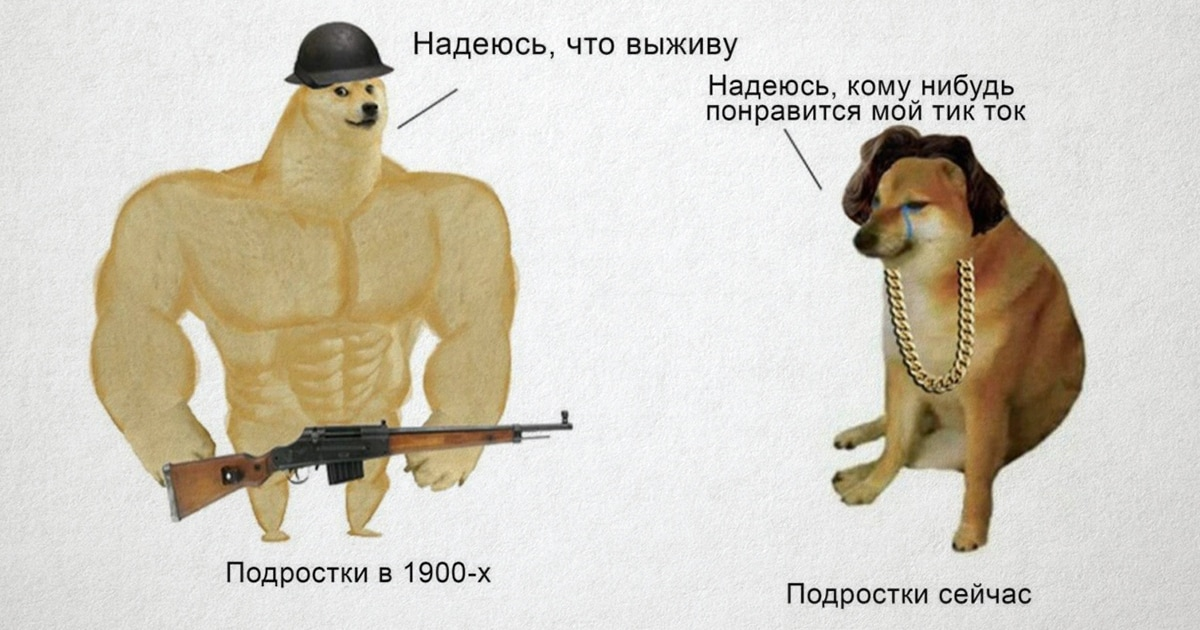 Надеюсь, что выживу
Надеюсь, кому нибудь
понравится мой тик ток
Подростки в 1900-х
Подростки сейчас